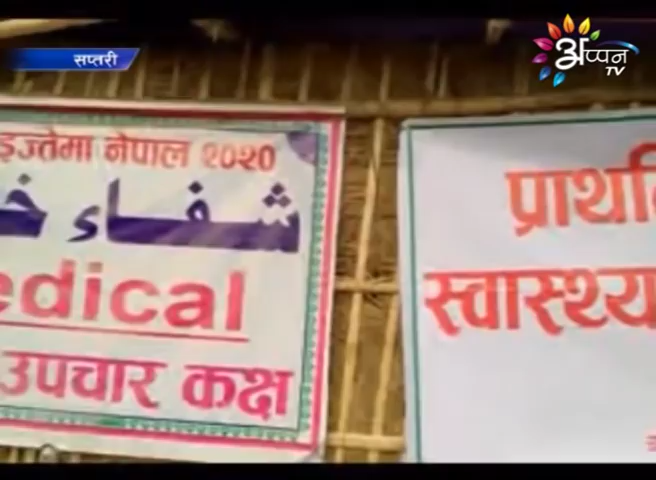 सप्तरी
अप्पन
TV
इज्तेमा नेपाल २०२०
شفاء
edical
उपचार कक्ष
प्राथमि
स्वास्थ्य